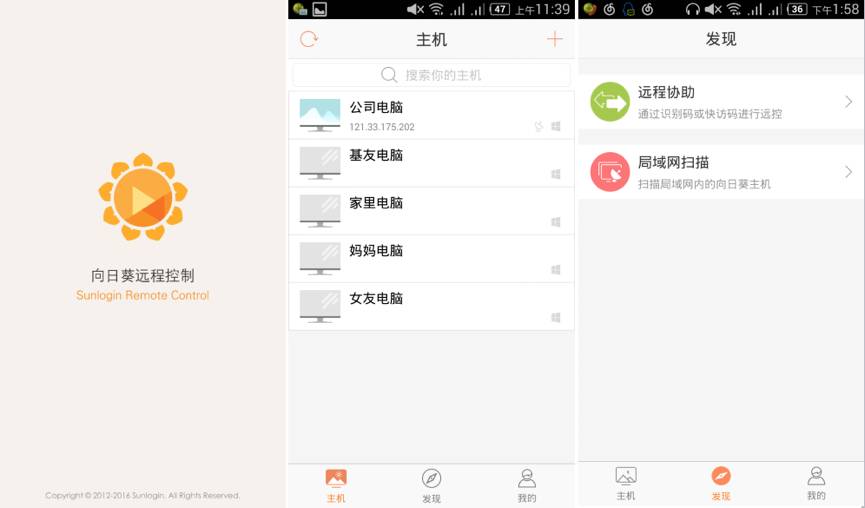 向日葵远程控制
Sunlogin Remote Control
Copyright © 2012-2016 Sunlogin. All Rights Reserved.
47 上午11:39
主机
搜索你的主机
公司电脑
121.33.175.202
基友电脑
家里电脑
妈妈电脑
女友电脑
主机
发现
我的
36 下午1:58
发现
远程协助
通过识别码或快访码进行远控
局域网扫描
扫描局域网内的向日葵主机
主机
发现
我的